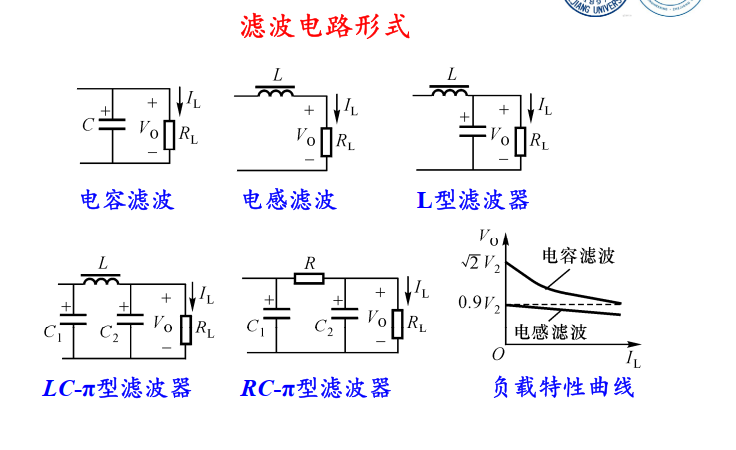 JIANG UNIVERS
滤波电路形式
C + + V_O − I_L R_L
L + V_O − I_L R_L
L + + V_O − I_L R_L
电容滤波
电感滤波
L型滤波器
L + C_1 + C_2 + V_O − I_L R_L
R + C_1 + C_2 + V_O − I_L R_L
V_O
√2 V_2
电容滤波
0.9V_2
电感滤波
O
I_L
LC-π型滤波器
RC-π型滤波器
负载特性曲线